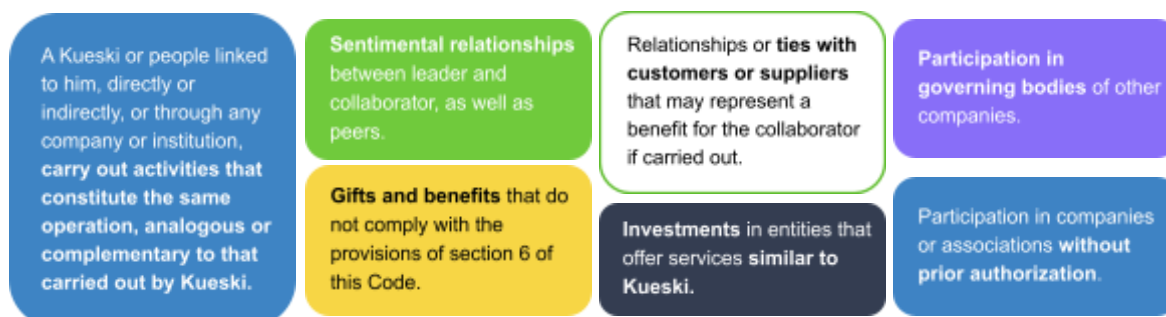 A Kueski or people linked
to him, directly or
indirectly, or through any
company or institution,
carry out activities that
constitute the same
operation, analogous or
complementary to that
carried out by Kueski.
Sentimental relationships
between leader and
collaborator, as well as
peers.
Gifts and benefits that do
not comply with the
provisions of section 6 of
this Code.
Relationships or ties with
customers or suppliers
that may represent a
benefit for the collaborator
if carried out.
Investments in entities that
offer services similar to
Kueski.
Participation in
governing bodies of other
companies.
Participation in companies
or associations without
prior authorization.